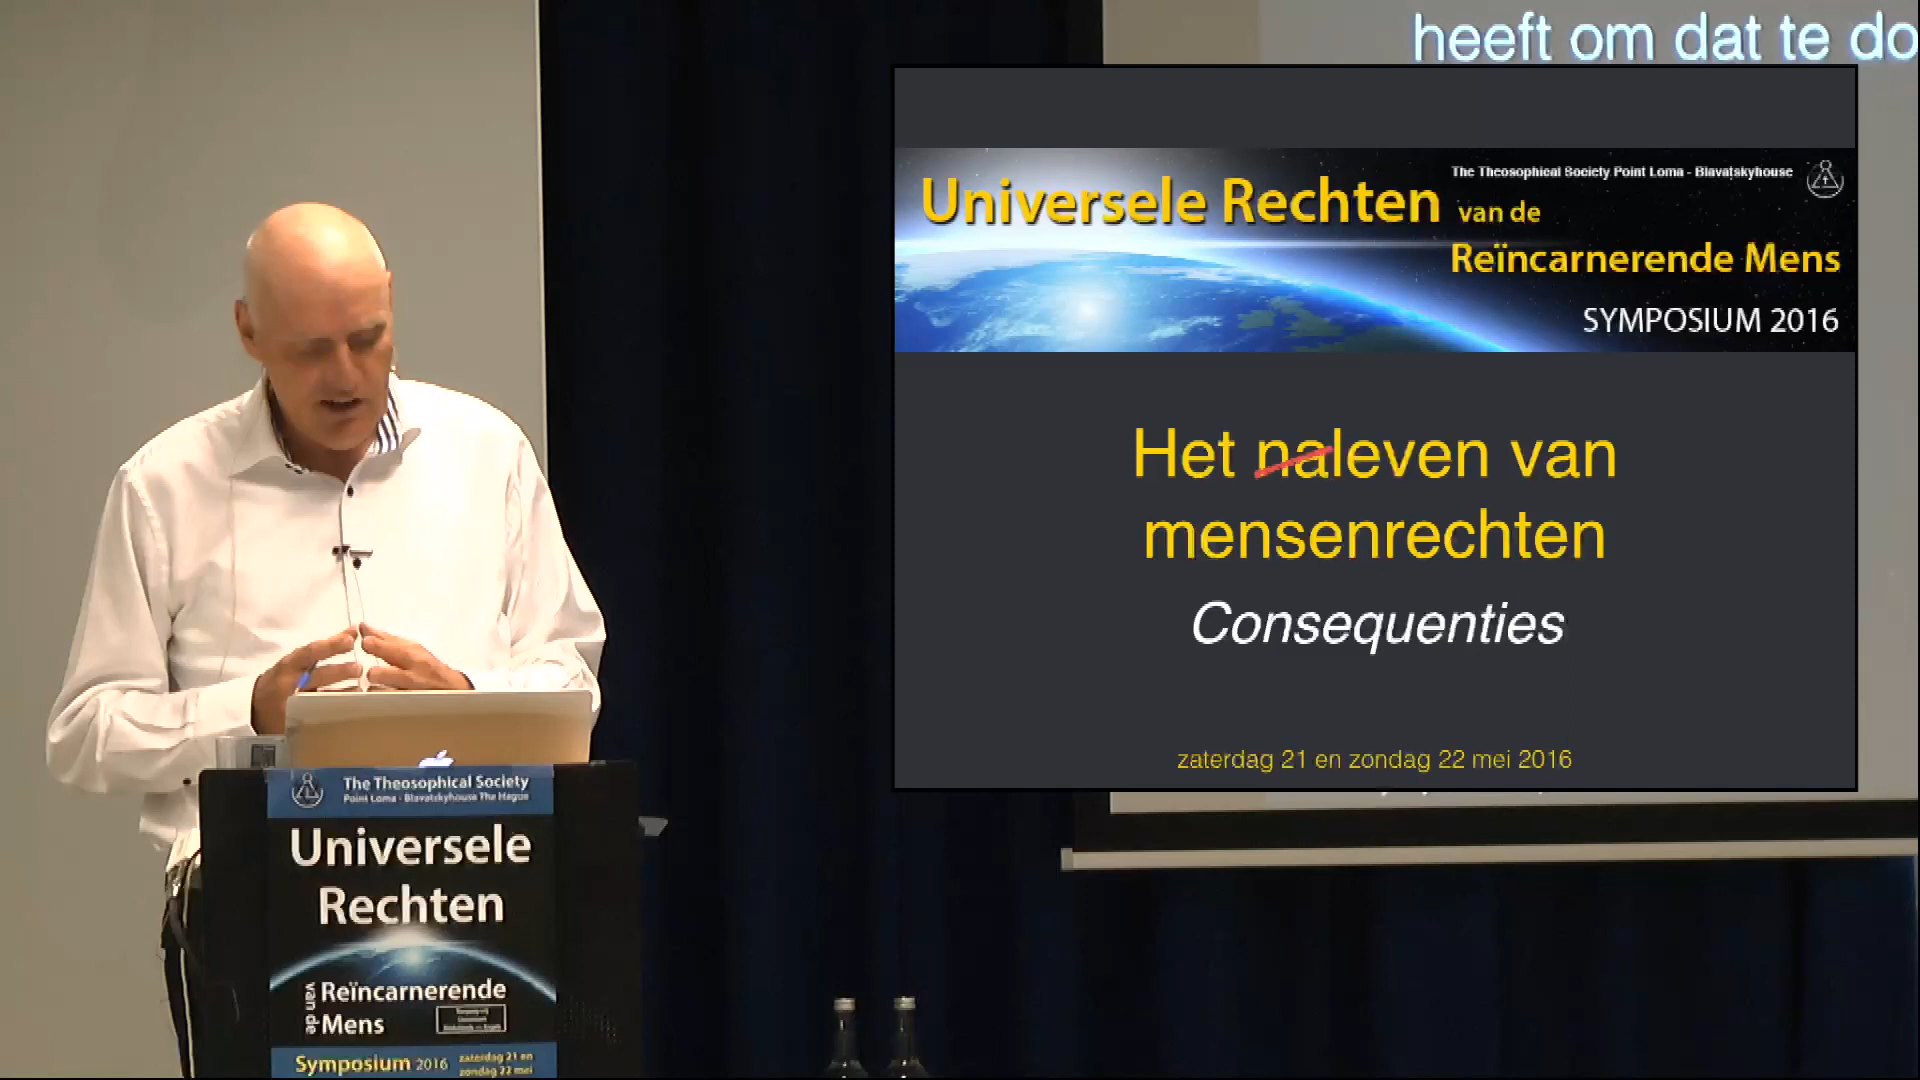 heeft om dat te do
The Theosophical Society Point Loma - Blavatskyhouse
Universele Rechten van de
Reïncarnerende Mens
SYMPOSIUM 2016
Het naleven van
mensenrechten
Consequenties
zaterdag 21 en zondag 22 mei 2016
The Theosophical Society
Point Loma - Blavatskyhouse The Hague
Universele
Rechten
van de
Reïncarnerende
Mens
Symposium 2016 zaterdag 21 en
zondag 22 mei